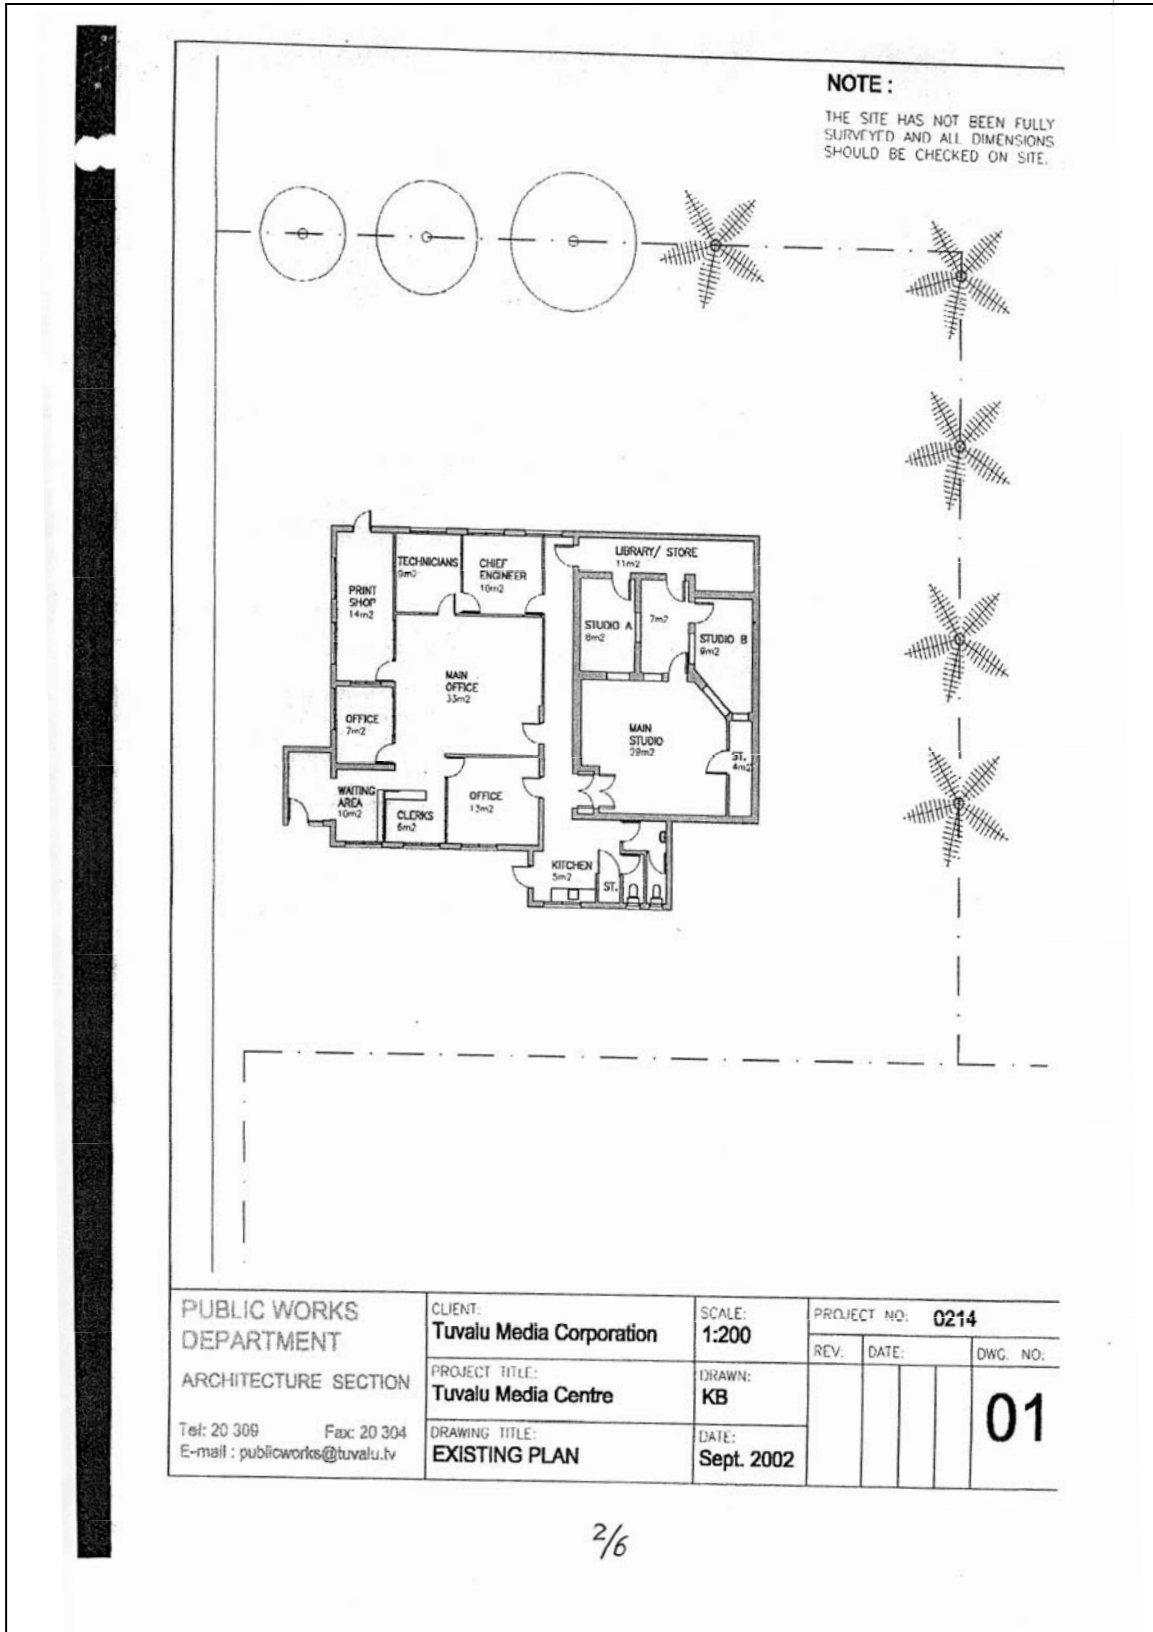 NOTE :
THE SITE HAS NOT BEEN FULLY
SURVEYED AND ALL DIMENSIONS
SHOULD BE CHECKED ON SITE.
LIBRARY/ STORE
11m2
TECHNICIANS
9m2
CHIEF
ENGINEER
10m2
PRINT
SHOP
14m2
STUDIO A
8m2
7m2
STUDIO B
9m2
MAIN
OFFICE
33m2
OFFICE
7m2
MAIN
STUDIO
29m2
ST.
4m2
WAITING
AREA
10m2
CLERKS
6m2
OFFICE
13m2
KITCHEN
5m2
ST.
PUBLIC WORKS
DEPARTMENT
ARCHITECTURE SECTION
Tel: 20 309 Fax: 20 304
E-mail : publicworks@tuvalu.tv
CLIENT:
Tuvalu Media Corporation
PROJECT TITLE:
Tuvalu Media Centre
DRAWING TITLE:
EXISTING PLAN
SCALE:
1:200
DRAWN:
KB
DATE:
Sept. 2002
PROJECT NO: 0214
REV: DATE: DWG. NO:
01
2/6